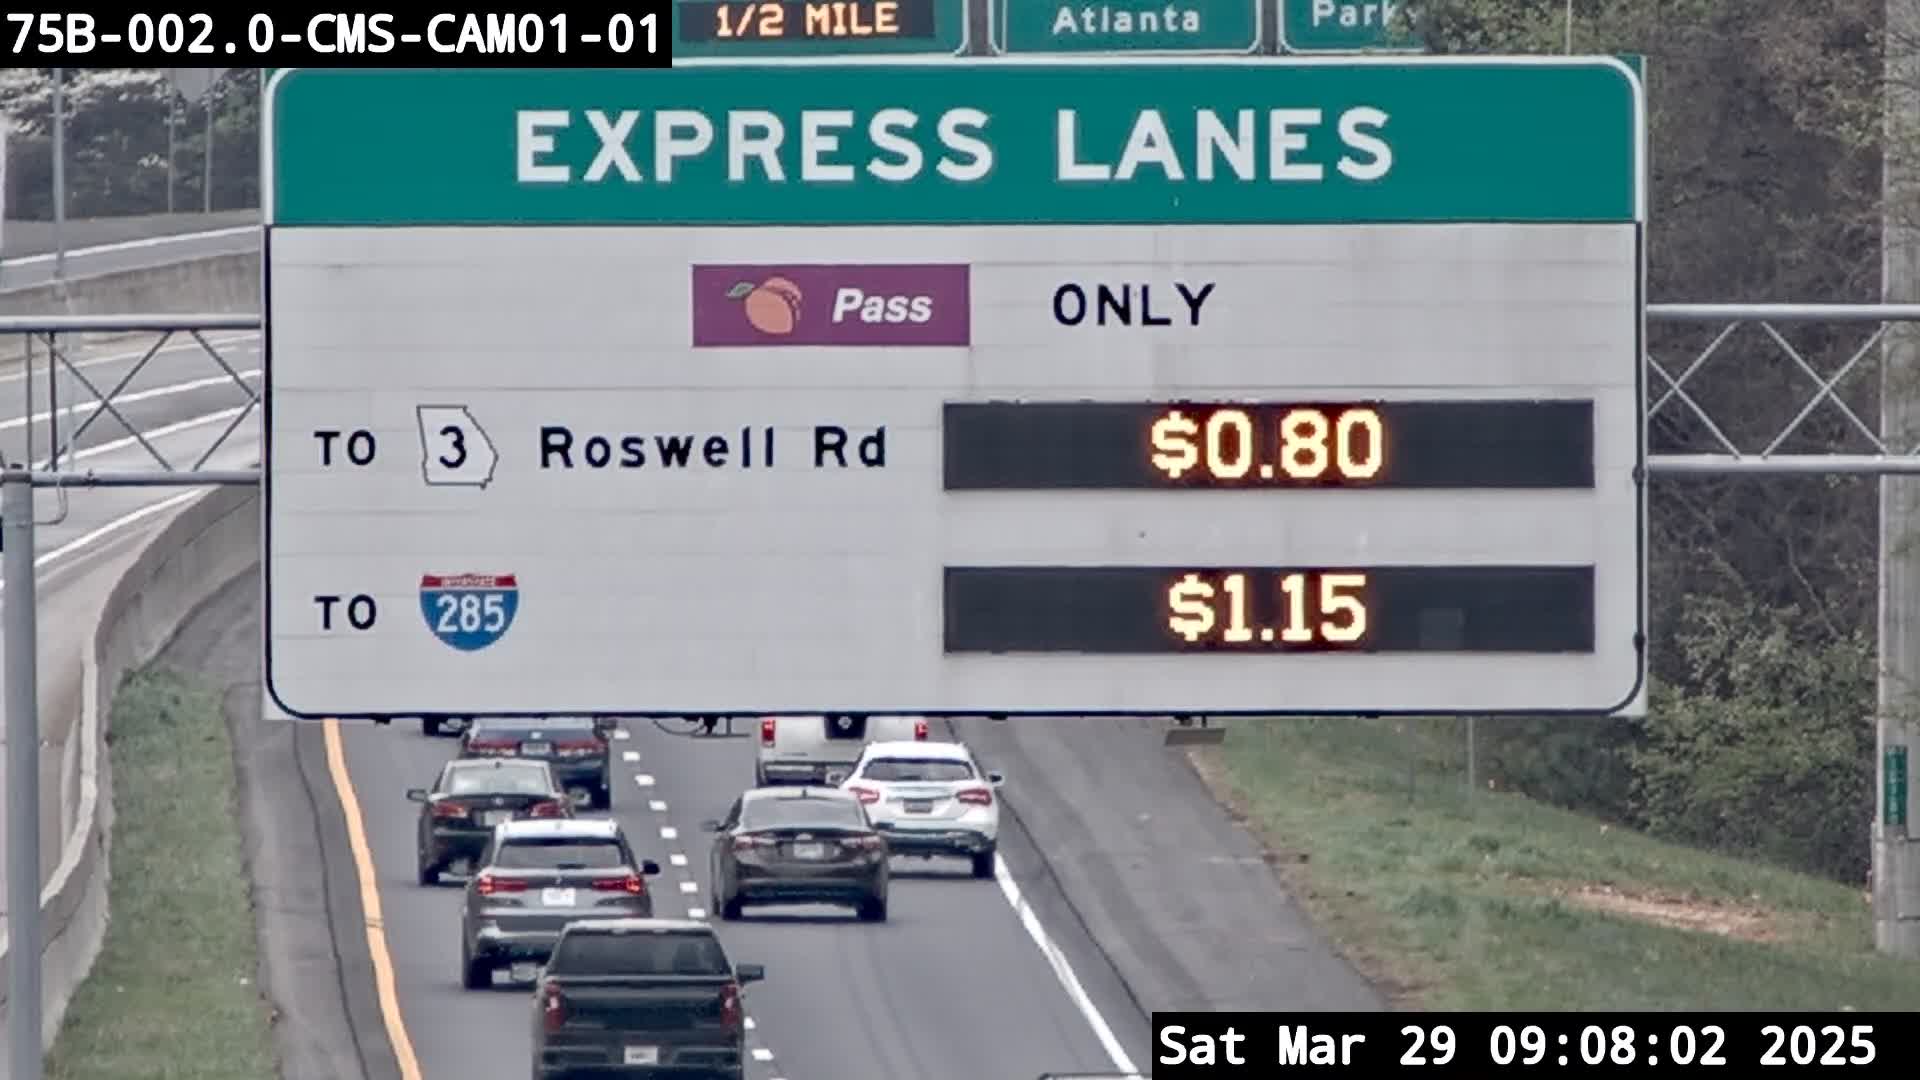 75B-002.0-CMS-CAM01-01
1/2 MILE
Atlanta
EXPRESS LANES
Pass ONLY
TO 3 Roswell Rd $0.80
INTERSTATE
TO 285 $1.15
Sat Mar 29 09:08:02 2025